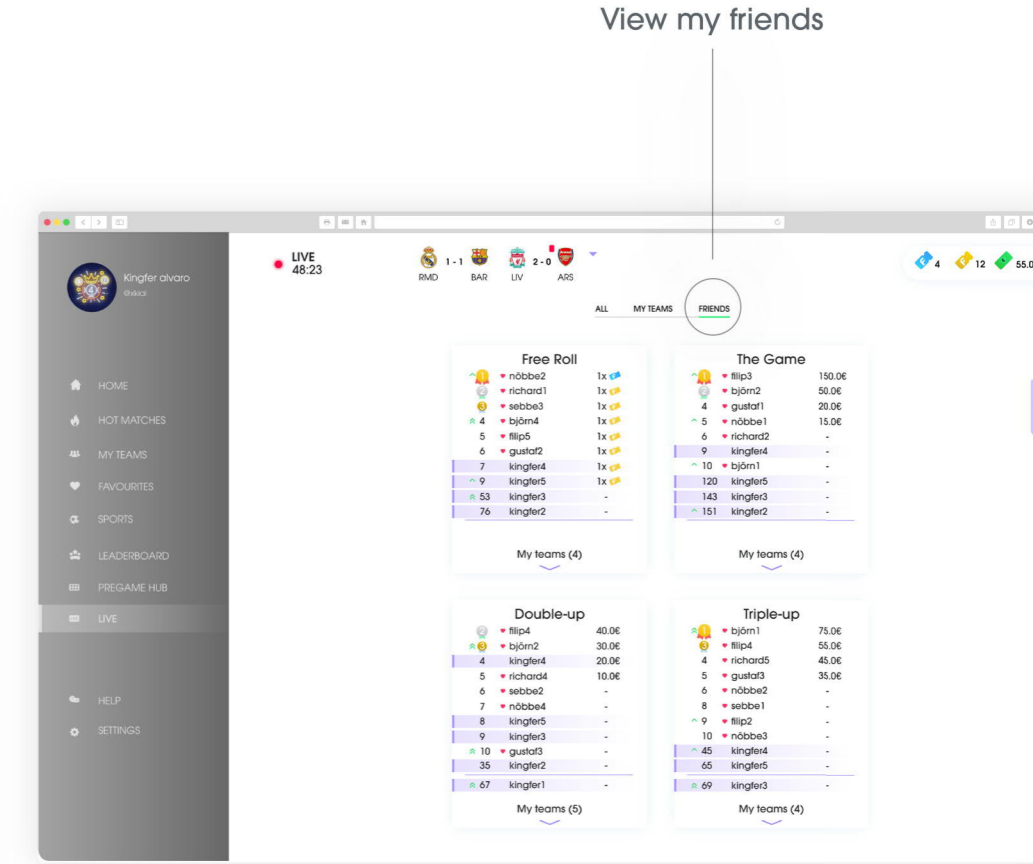 View my friends
Kingfer alvaro
HOME
HOT MATCHES
MY TEAMS
FAVOURITES
SPORTS
LEADERBOARD
PREGAME HUB
LIVE
HELP
SETTINGS
LIVE
48:23
1 - 1
2 - 0
RMD BAR LIV ARS
4 12 55.0
ALL MY TEAMS FRIENDS
Free Roll
1 nöbbe2 1x
2 richard1 1x
3 sebbe3 1x
4 björn4 1x
5 filip5 1x
6 gustaf2 1x
7 kingfer4 1x
9 kingfer5 1x
53 kingfer3 -
76 kingfer2 -
My teams (4)
The Game
1 filip3 150.0€
2 björn2 50.0€
4 gustaf1 20.0€
5 nöbbe1 15.0€
6 richard2 -
9 kingfer4 -
10 björn1 -
120 kingfer5 -
143 kingfer3 -
151 kingfer2 -
My teams (4)
Double-up
2 filip4 40.0€
3 björn2 30.0€
4 kingfer4 20.0€
5 richard4 10.0€
6 sebbe2 -
7 nöbbe4 -
8 kingfer5 -
9 kingfer3 -
10 gustaf3 -
35 kingfer2 -
67 kingfer1 -
My teams (5)
Triple-up
1 björn1 75.0€
3 filip4 55.0€
4 richard5 45.0€
5 gustaf3 35.0€
6 nöbbe2 -
8 sebbe1 -
9 filip2 -
10 nöbbe3 -
45 kingfer4 -
65 kingfer5 -
69 kingfer3 -
My teams (4)